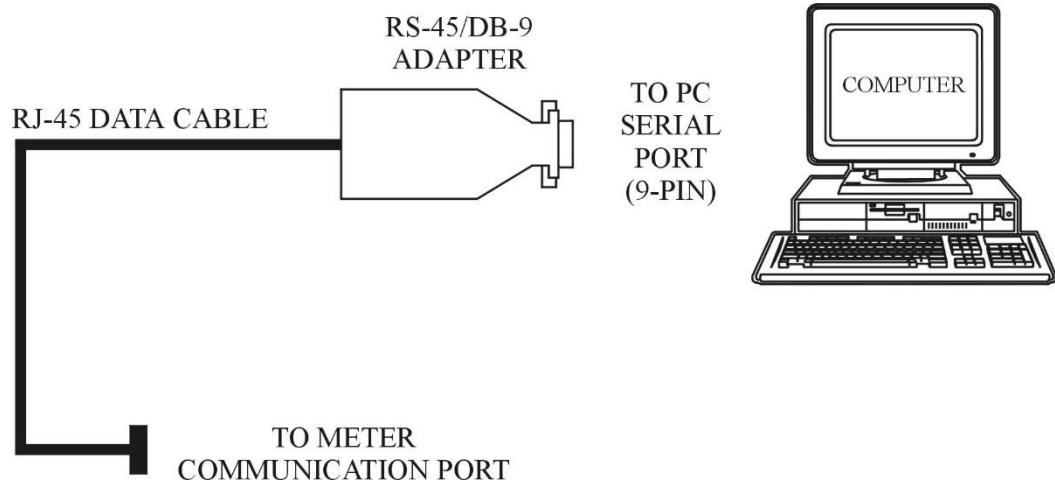 RS-45/DB-9
ADAPTER
RJ-45 DATA CABLE
TO PC
SERIAL
PORT
(9-PIN)
COMPUTER
TO METER
COMMUNICATION PORT